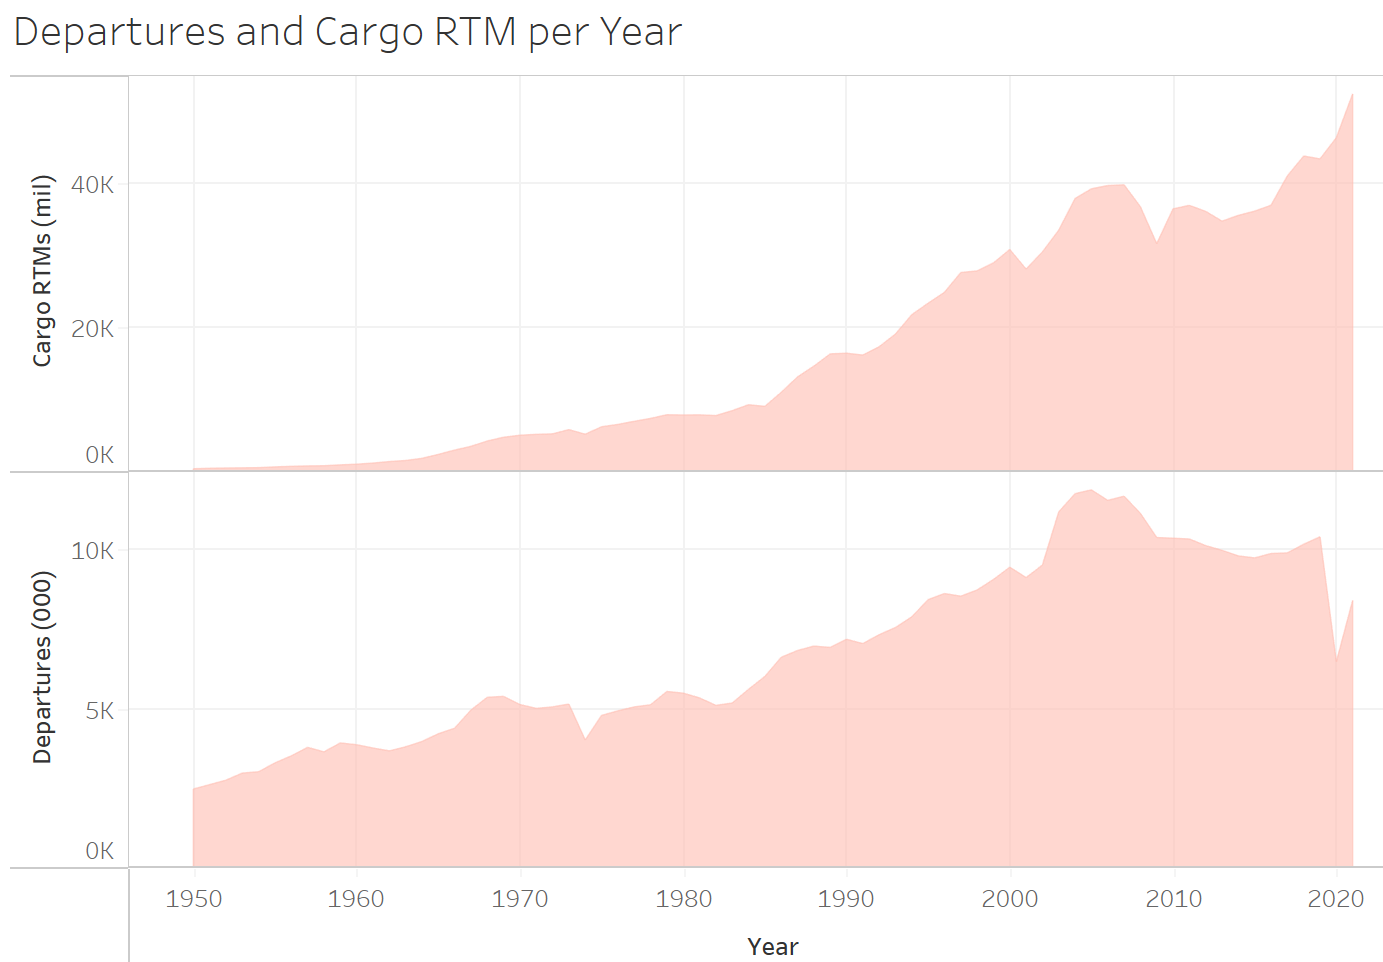 Departures and Cargo RTM per Year
Cargo RTMs (mil)
40K
20K
0K
Departures (000)
10K
5K
0K
1950 1960 1970 1980 1990 2000 2010 2020
Year